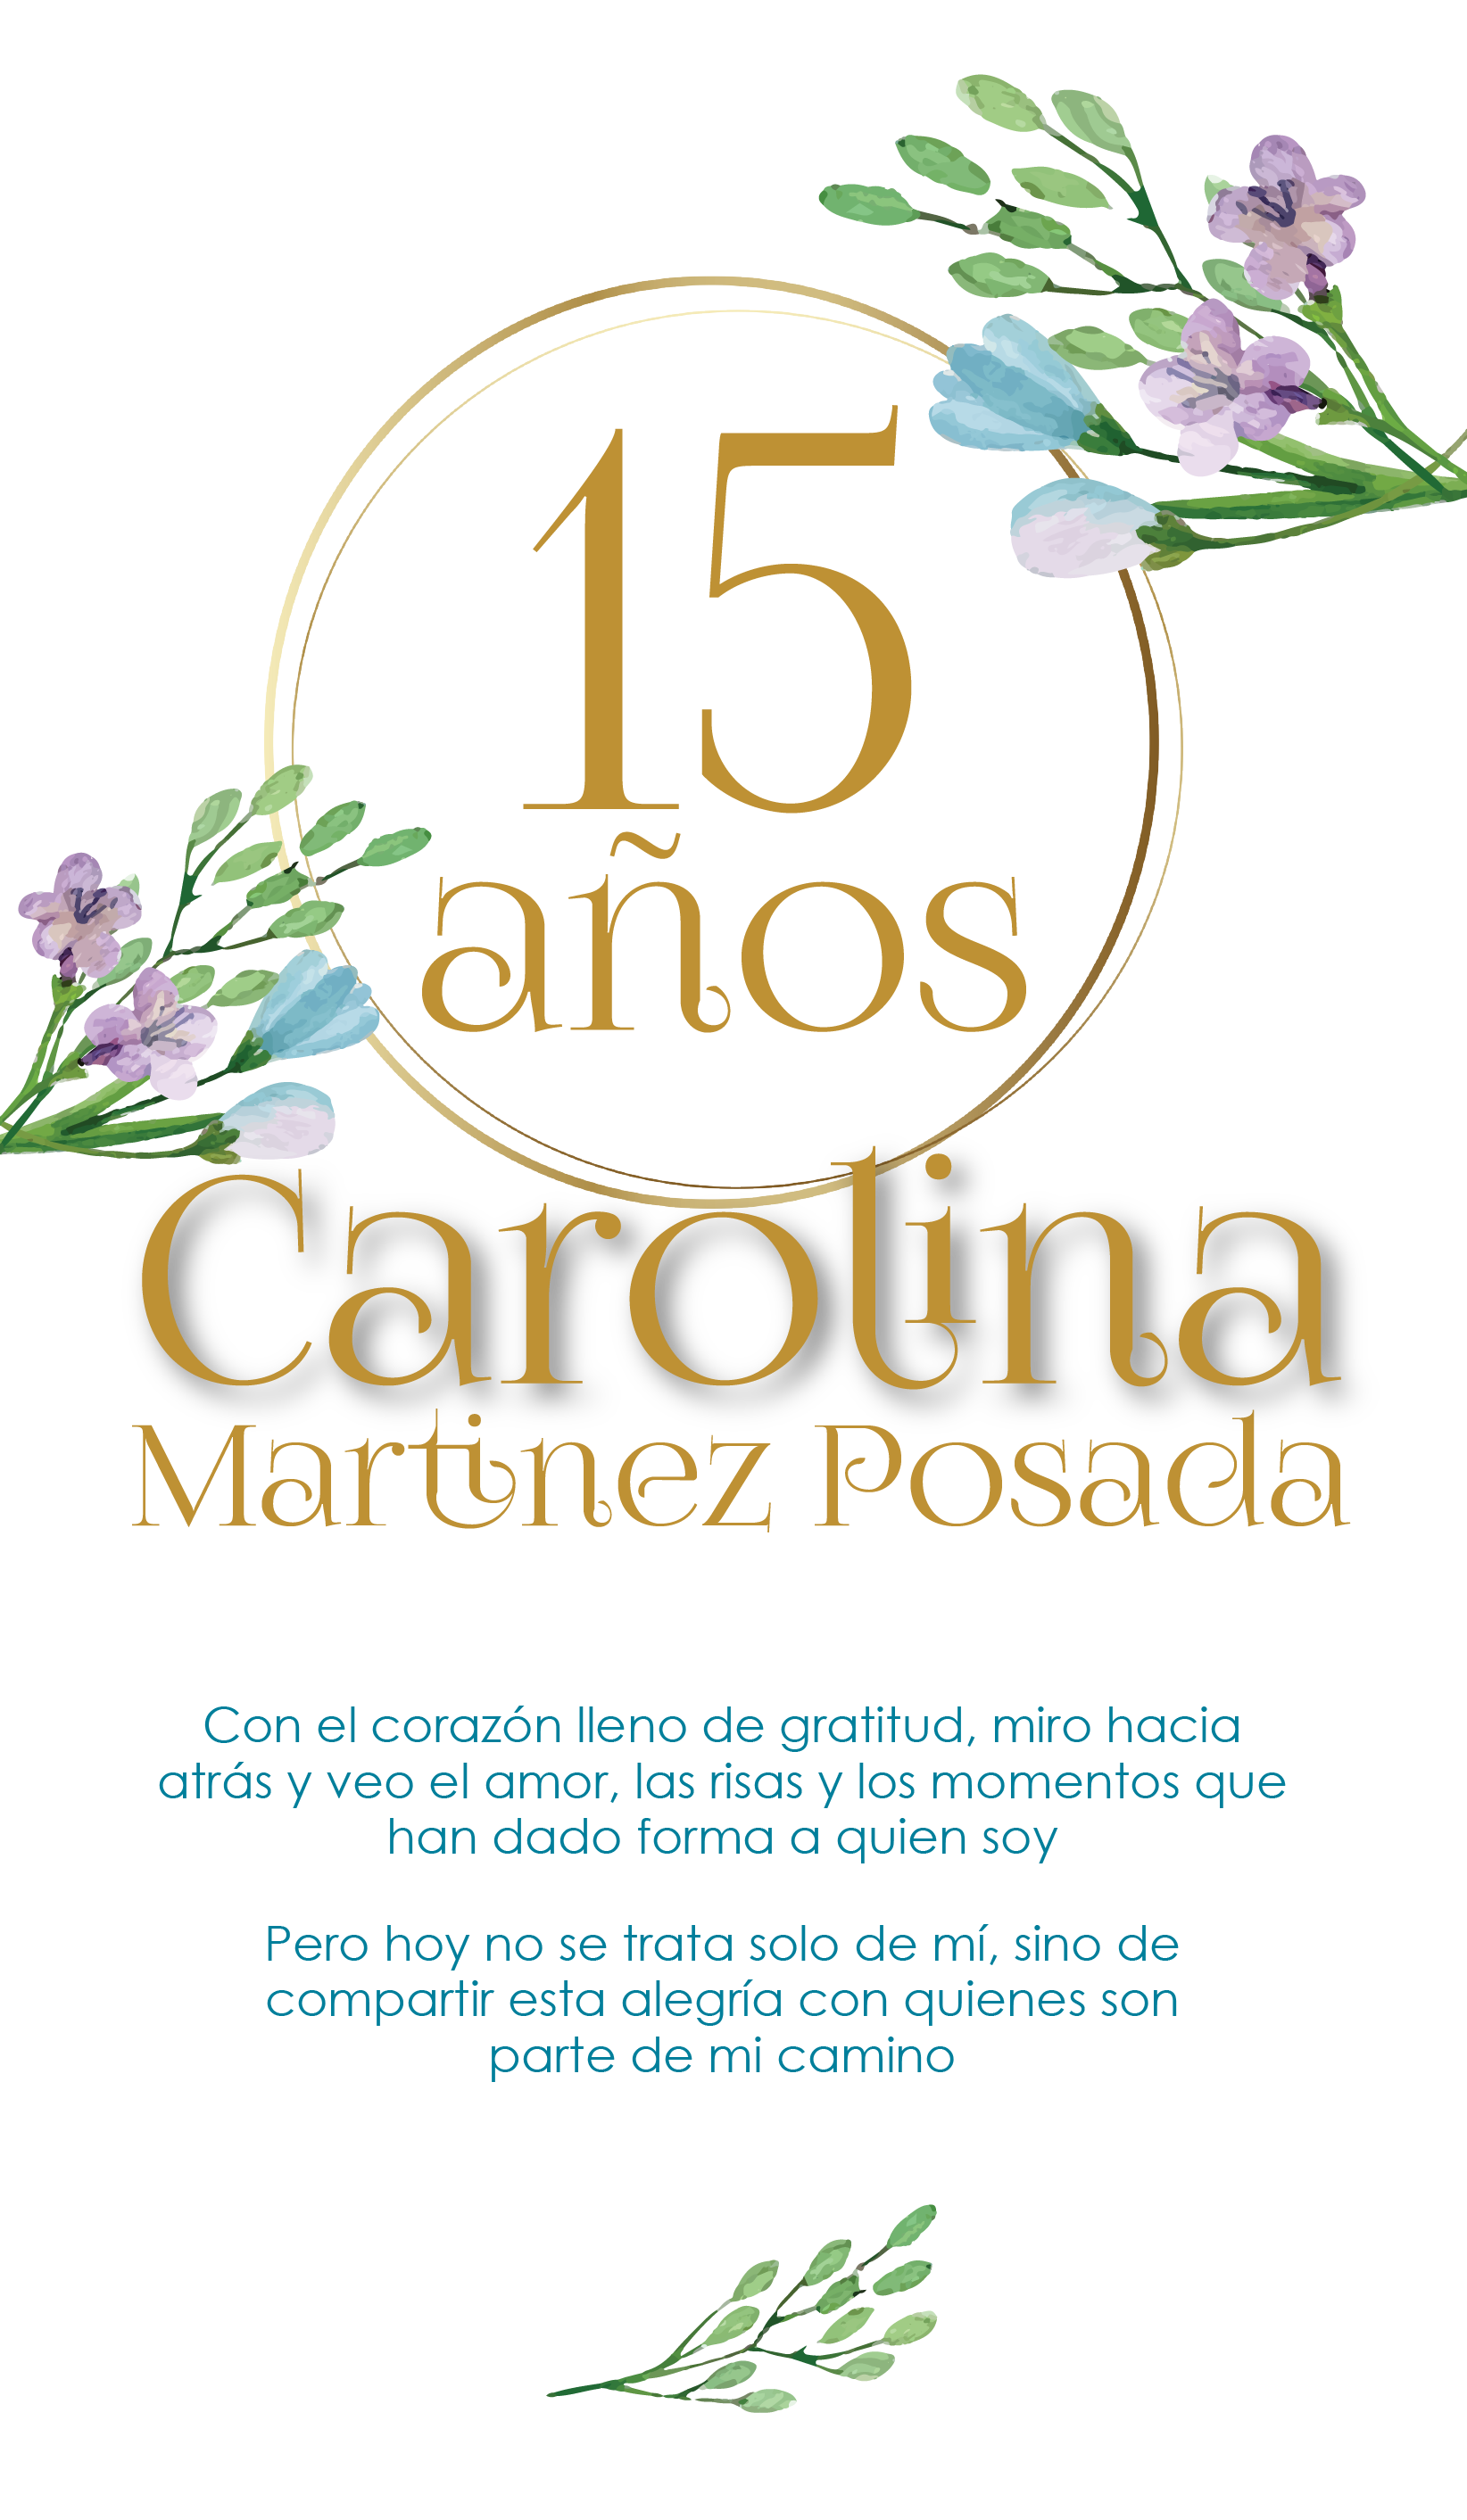 15
años
Carolina
Martinez Posada
Con el corazón lleno de gratitud, miro hacia
atrás y veo el amor, las risas y los momentos que
han dado forma a quien soy
Pero hoy no se trata solo de mí, sino de
compartir esta alegría con quienes son
parte de mi camino